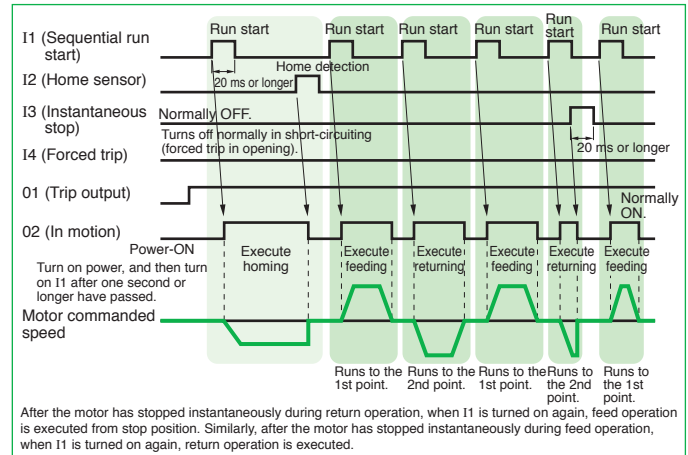 I1 (Sequential run
start)
Run start
Run start
Run start
Run start
Run
start
Run start
I2 (Home sensor)
20 ms or longer
Home detection
I3 (Instantaneous
stop)
Normally OFF.
Turns off normally in short-circuiting
(forced trip in opening).
20 ms or longer
I4 (Forced trip)
01 (Trip output)
Normally
ON.
02 (In motion)
Power-ON
Turn on power, and then turn
on I1 after one second or
longer have passed.
Execute
homing
Execute
feeding
Execute
returning
Execute
feeding
Execute
returning
Execute
feeding
Motor commanded
speed
Runs to the
1st point.
Runs to the
2nd point.
Runs to the
1st point.
Runs to
the 2nd
point.
Runs to
the 1st
point.
After the motor has stopped instantaneously during return operation, when I1 is turned on again, feed operation
is executed from stop position. Similarly, after the motor has stopped instantaneously during feed operation,
when I1 is turned on again, return operation is executed.